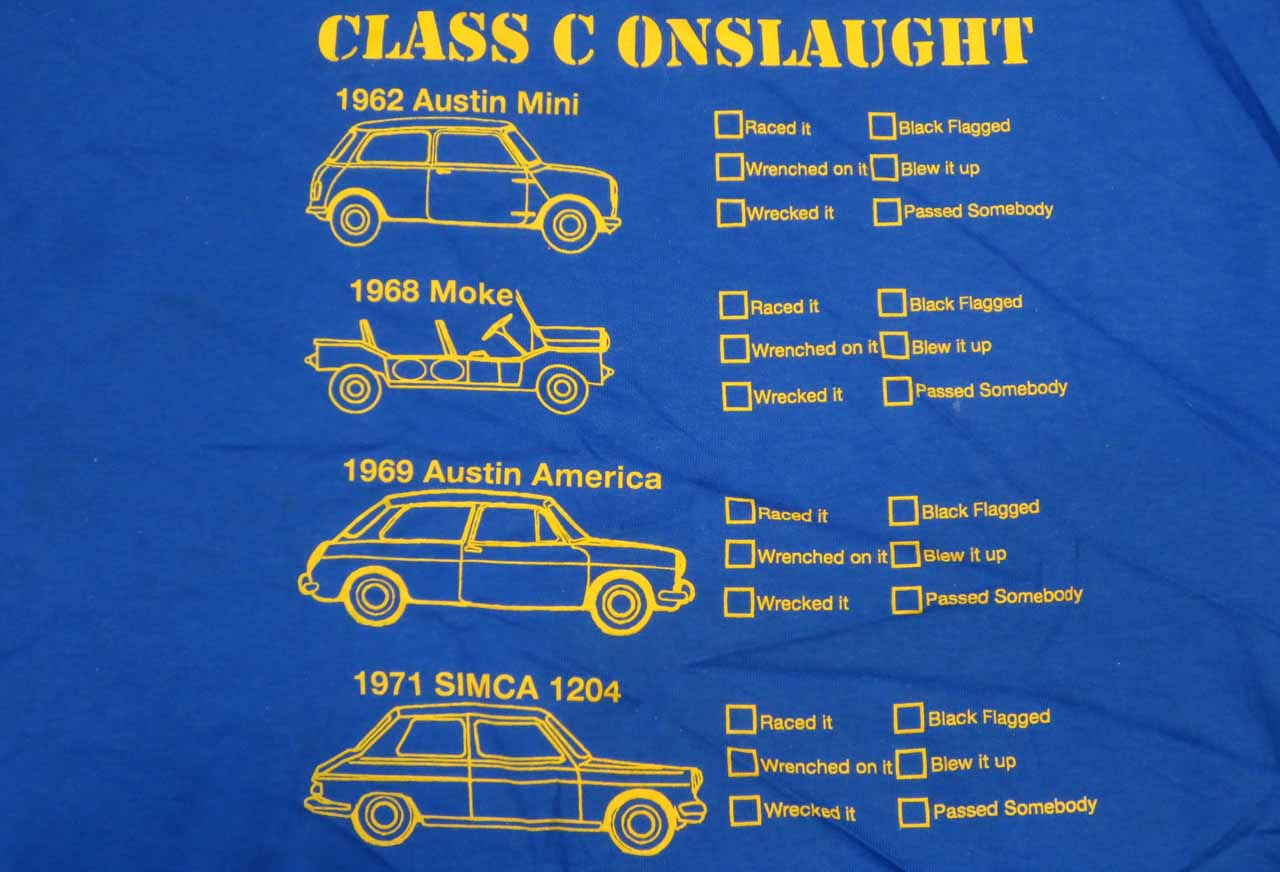 CLASS C ONSLAUGHT
1962 Austin Mini
Raced it Black Flagged
Wrenched on it Blew it up
Wrecked it Passed Somebody
1968 Moke
Raced it Black Flagged
Wrenched on it Blew it up
Wrecked it Passed Somebody
1969 Austin America
Raced it Black Flagged
Wrenched on it Blew it up
Wrecked it Passed Somebody
1971 SIMCA 1204
Raced it Black Flagged
Wrenched on it Blew it up
Wrecked it Passed Somebody